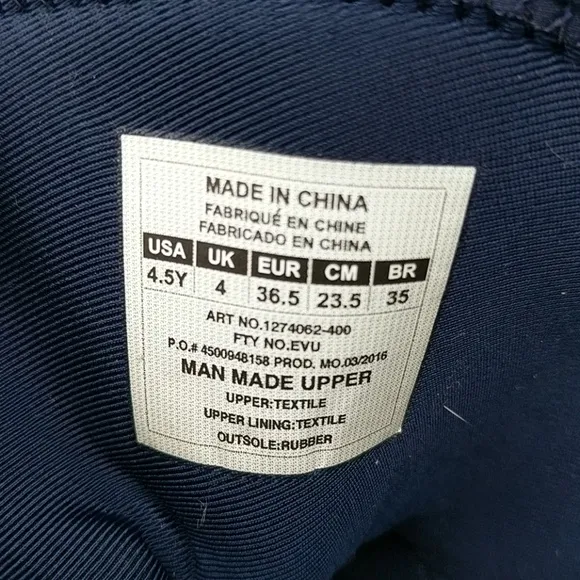 MADE IN CHINA
FABRIQUÉ EN CHINE
FABRICADO EN CHINA
USA UK EUR CM BR
4.5Y 4 36.5 23.5 35
ART NO.1274062-400
FTY NO.EVU
P.O.# 4500948158 PROD. MO.03/2016
MAN MADE UPPER
UPPER:TEXTILE
UPPER LINING:TEXTILE
OUTSOLE:RUBBER